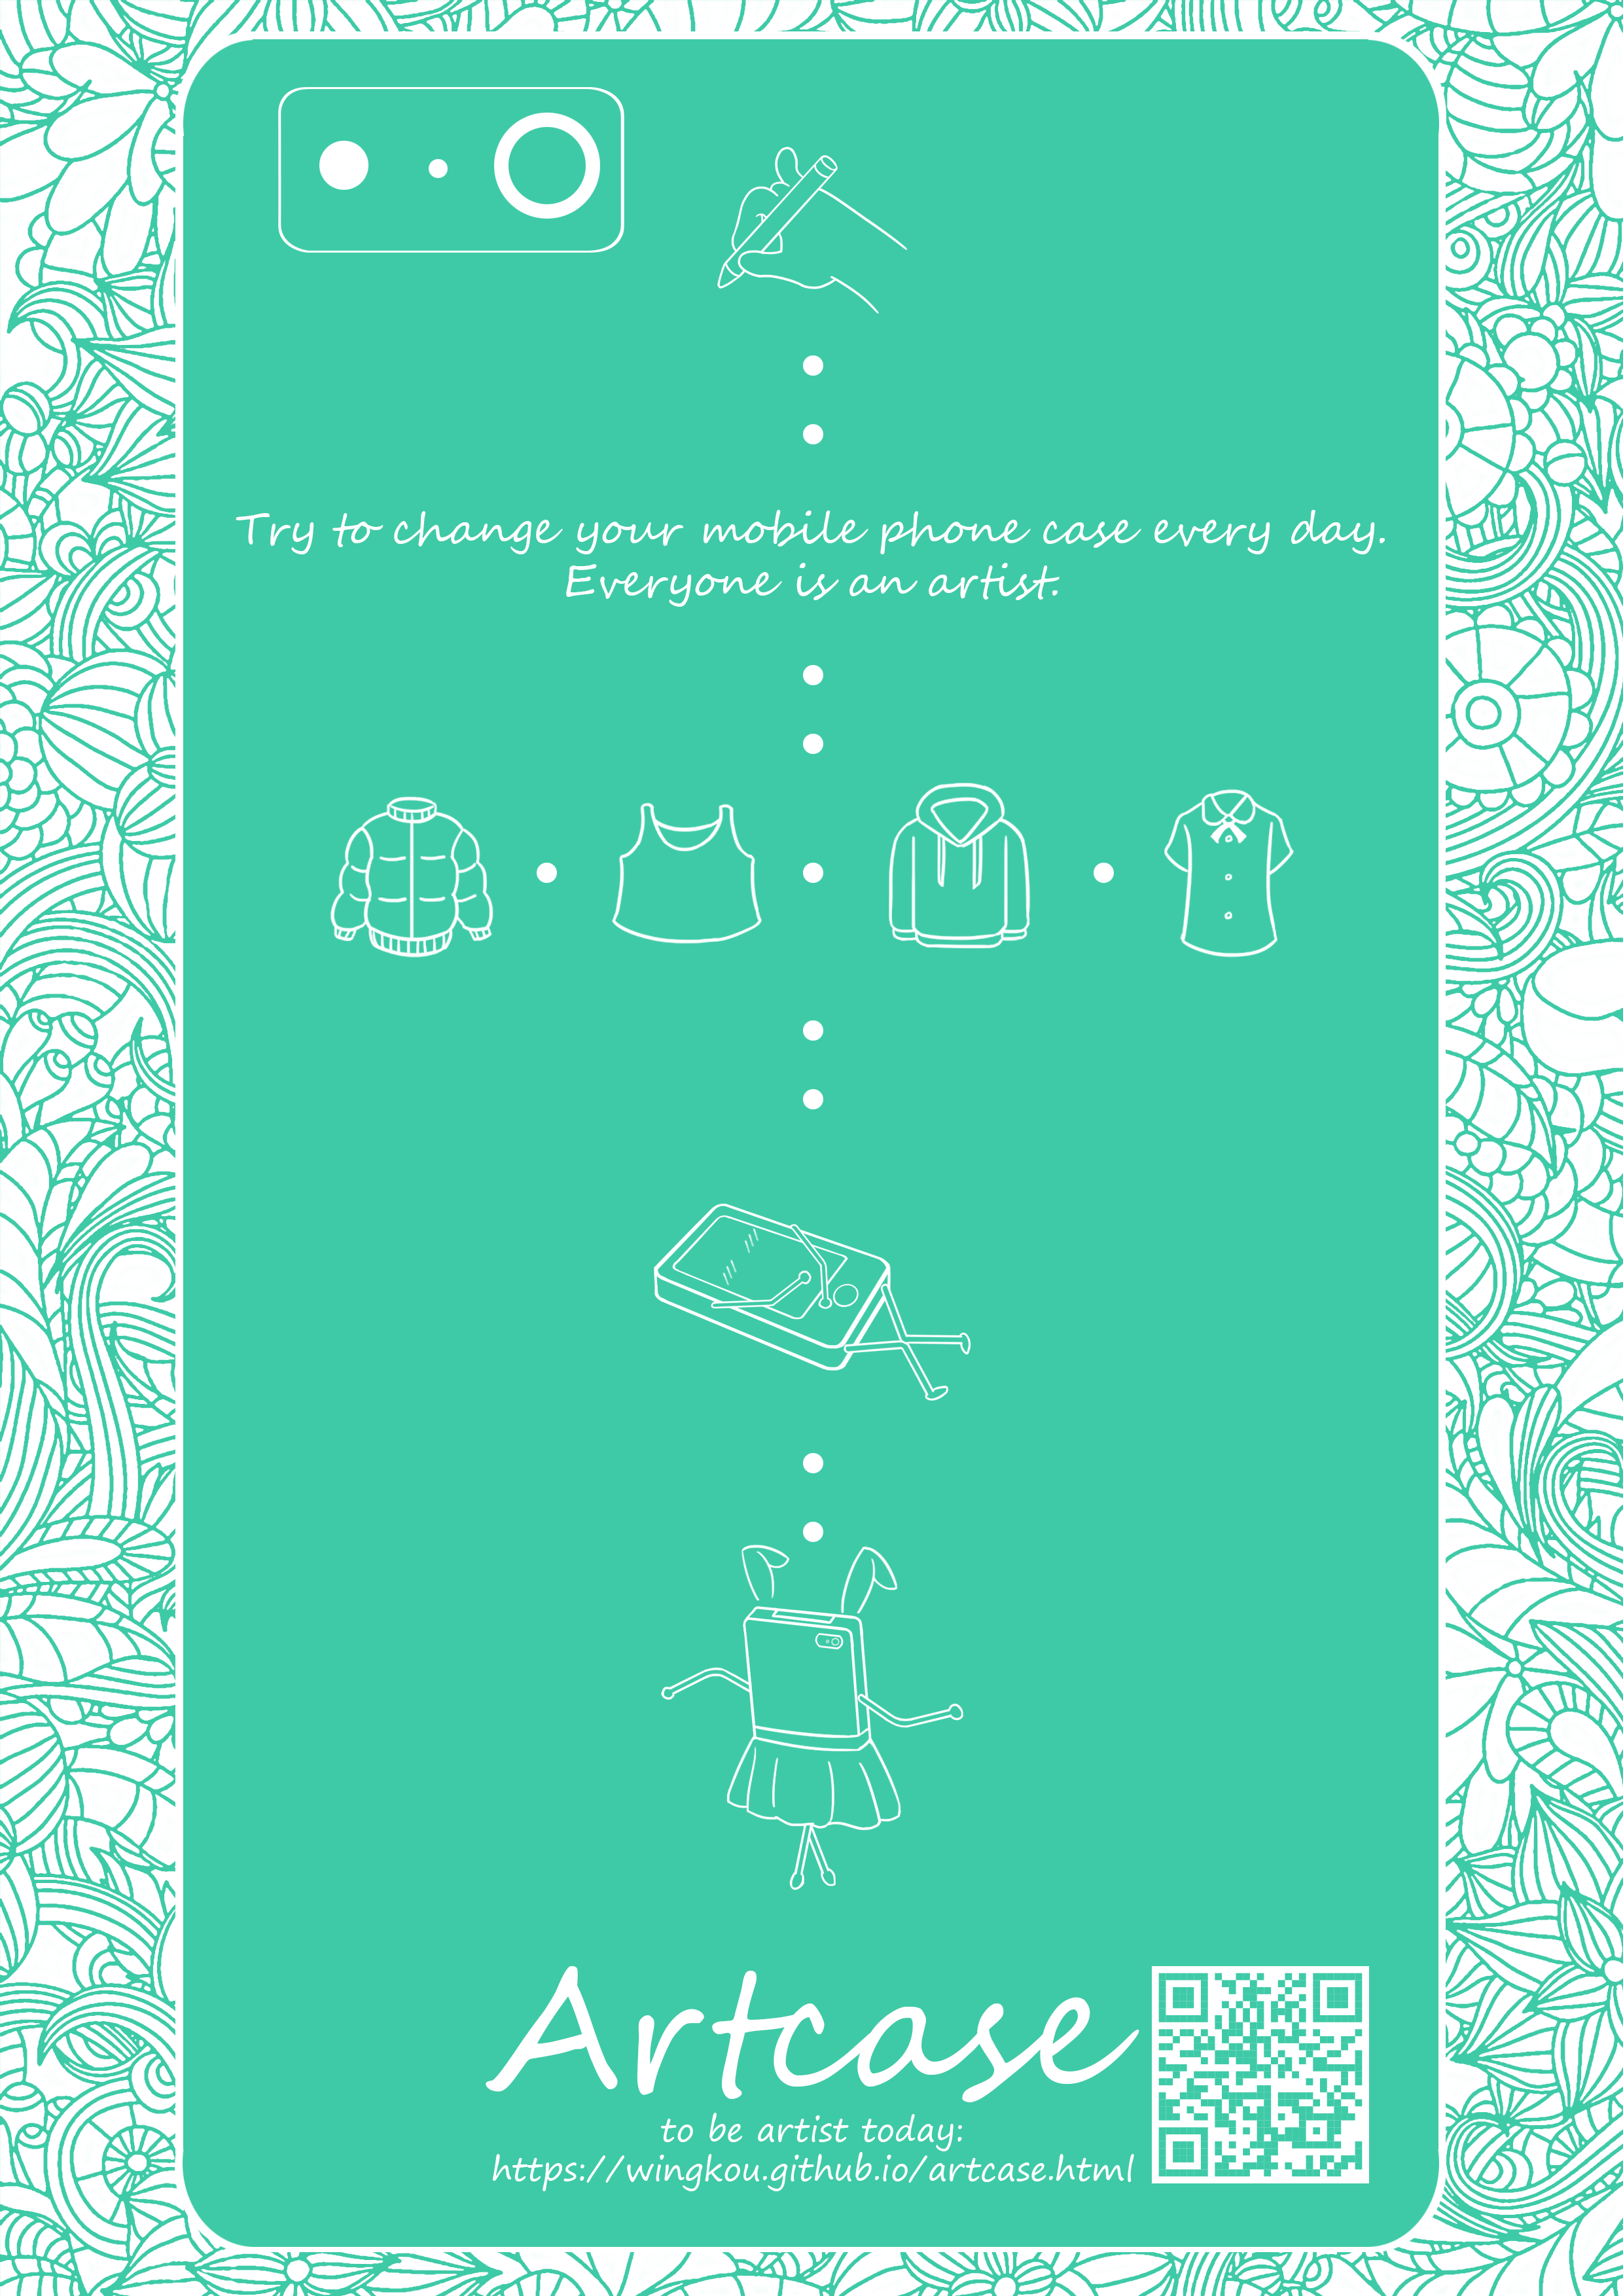 Try to change your mobile phone case every day.
Everyone is an artist.
Artcase
to be artist today:
https://wingkou.github.io/artcase.html